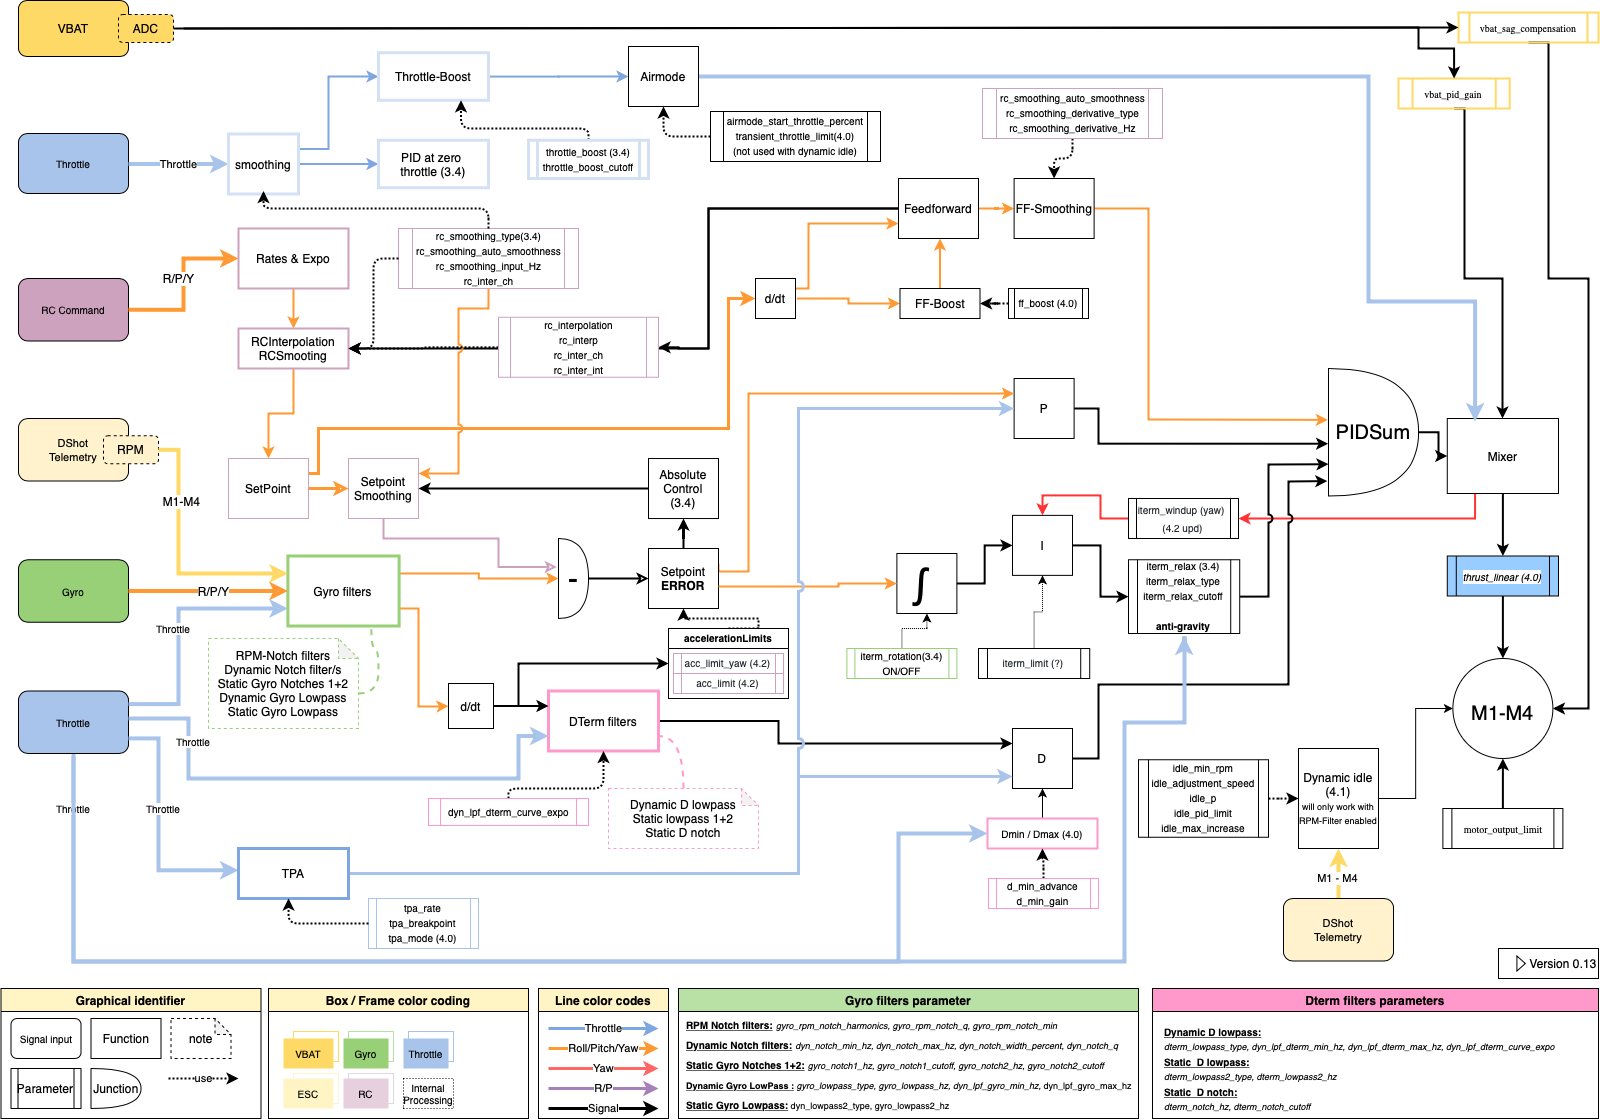 VBAT
ADC
vbat_sag_compensation
Throttle-Boost
Airmode
vbat_pid_gain
rc_smoothing_auto_smoothness
rc_smoothing_derivative_type
rc_smoothing_derivative_Hz
airmode_start_throttle_percent
transient_throttle_limit(4.0)
(not used with dynamic idle)
Throttle
Throttle
smoothing
PID at zero
throttle (3.4)
throttle_boost (3.4)
throttle_boost_cutoff
Feedforward
FF-Smoothing
rc_smoothing_type(3.4)
rc_smoothing_auto_smoothness
rc_smoothing_input_Hz
rc_inter_ch
Rates & Expo
R/P/Y
RC Command
d/dt
FF-Boost
ff_boost (4.0)
RCInterpolation
RCSmooting
rc_interpolation
rc_interp
rc_inter_ch
rc_inter_int
P
PIDSum
Mixer
DShot
Telemetry
RPM
M1-M4
SetPoint
Setpoint
Smoothing
Absolute
Control
(3.4)
iterm_windup (yaw)
(4.2 upd)
I
-
Setpoint
ERROR
∫
iterm_relax (3.4)
iterm_relax_type
iterm_relax_cutoff
anti-gravity
thrust_linear (4.0)
Gyro
R/P/Y
Gyro filters
Throttle
RPM-Notch filters
Dynamic Notch filter/s
Static Gyro Notches 1+2
Dynamic Gyro Lowpass
Static Gyro Lowpass
accelerationLimits
acc_limit_yaw (4.2)
acc_limit (4.2)
iterm_rotation(3.4)
ON/OFF
iterm_limit (?)
d/dt
DTerm filters
Throttle
Throttle
D
M1-M4
Throttle
Throttle
dyn_lpf_dterm_curve_expo
Dynamic D lowpass
Static lowpass 1+2
Static D notch
Dmin / Dmax (4.0)
idle_min_rpm
idle_adjustment_speed
idle_p
idle_pid_limit
idle_max_increase
Dynamic idle
(4.1)
will only work with
RPM-Filter enabled
motor_output_limit
TPA
d_min_advance
d_min_gain
M1 - M4
tpa_rate
tpa_breakpoint
tpa_mode (4.0)
DShot
Telemetry
Version 0.13
Graphical identifier
Signal input
Function
note
Parameter
Junction
use
Box / Frame color coding
VBAT
Gyro
Throttle
ESC
RC
Internal
Processing
Line color codes
Throttle
Roll/Pitch/Yaw
Yaw
R/P
Signal
Gyro filters parameter
RPM Notch filters: gyro_rpm_notch_harmonics, gyro_rpm_notch_q, gyro_rpm_notch_min
Dynamic Notch filters: dyn_notch_min_hz, dyn_notch_max_hz, dyn_notch_width_percent, dyn_notch_q
Static Gyro Notches 1+2: gyro_notch1_hz, gyro_notch1_cutoff, gyro_notch2_hz, gyro_notch2_cutoff
Dynamic Gyro LowPass : gyro_lowpass_type, gyro_lowpass_hz, dyn_lpf_gyro_min_hz, dyn_lpf_gyro_max_hz
Static Gyro Lowpass: dyn_lowpass2_type, gyro_lowpass2_hz
Dterm filters parameters
Dynamic D lowpass:
dterm_lowpass_type, dyn_lpf_dterm_min_hz, dyn_lpf_dterm_max_hz, dyn_lpf_dterm_curve_expo
Static D lowpass:
dterm_lowpass2_type, dterm_lowpass2_hz
Static D notch:
dterm_notch_hz, dterm_notch_cutoff